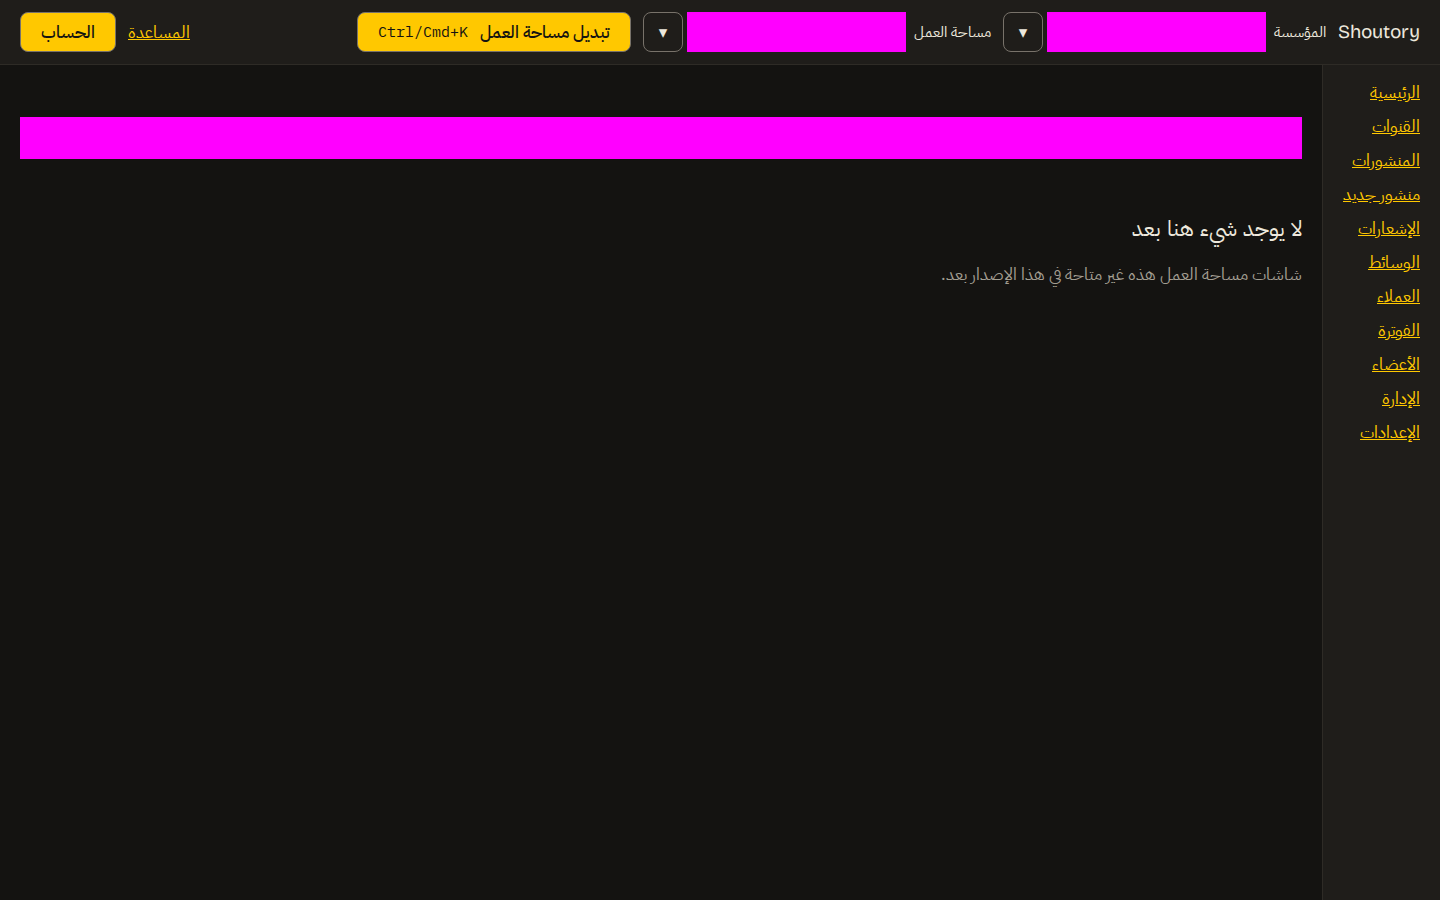 Shoutory المؤسسة ▼ مساحة العمل ▼ تبديل مساحة العمل Ctrl/Cmd+K المساعدة الحساب
الرئيسية
القنوات
المنشورات
منشور جديد
الإشعارات
الوسائط
العملاء
الفوترة
الأعضاء
الإدارة
الإعدادات
لا يوجد شيء هنا بعد
شاشات مساحة العمل هذه غير متاحة في هذا الإصدار بعد.